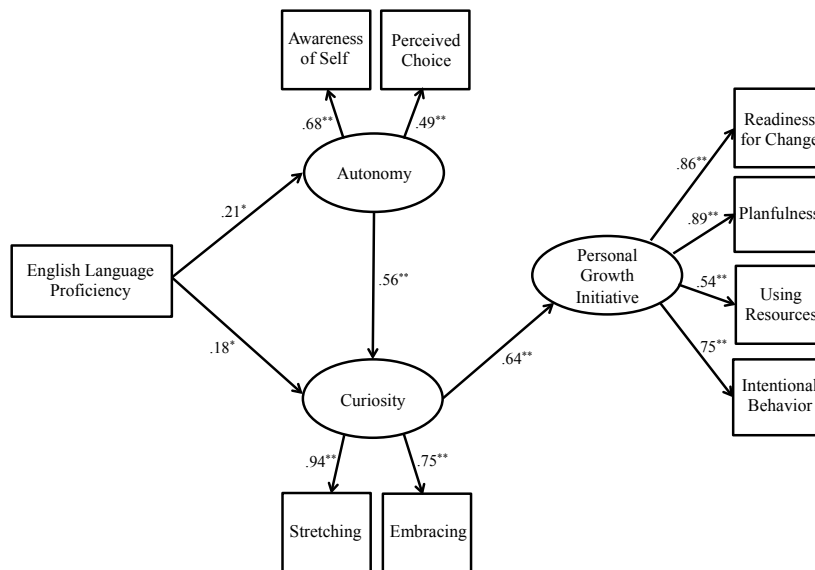 Awareness
of Self
Perceived
Choice
.68**
.49**
Autonomy
Readiness
for Change
.86**
Planfulness
.89**
.21*
English Language
Proficiency
.56**
Personal
Growth
Initiative
.54**
Using
Resources
.18*
.64**
.75**
Intentional
Behavior
Curiosity
.94**
.75**
Stretching
Embracing